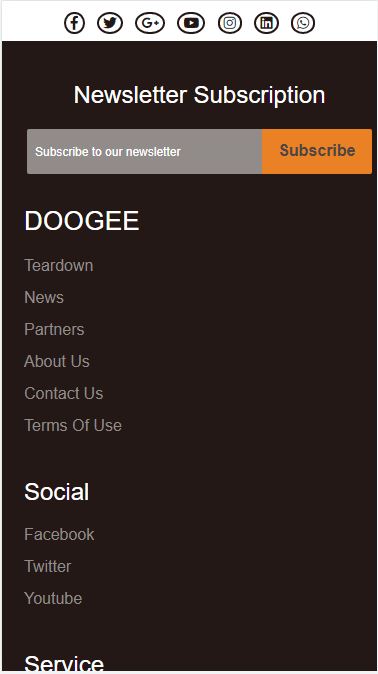 Newsletter Subscription
Subscribe to our newsletter Subscribe
DOOGEE
Teardown
News
Partners
About Us
Contact Us
Terms Of Use
Social
Facebook
Twitter
Youtube
Service